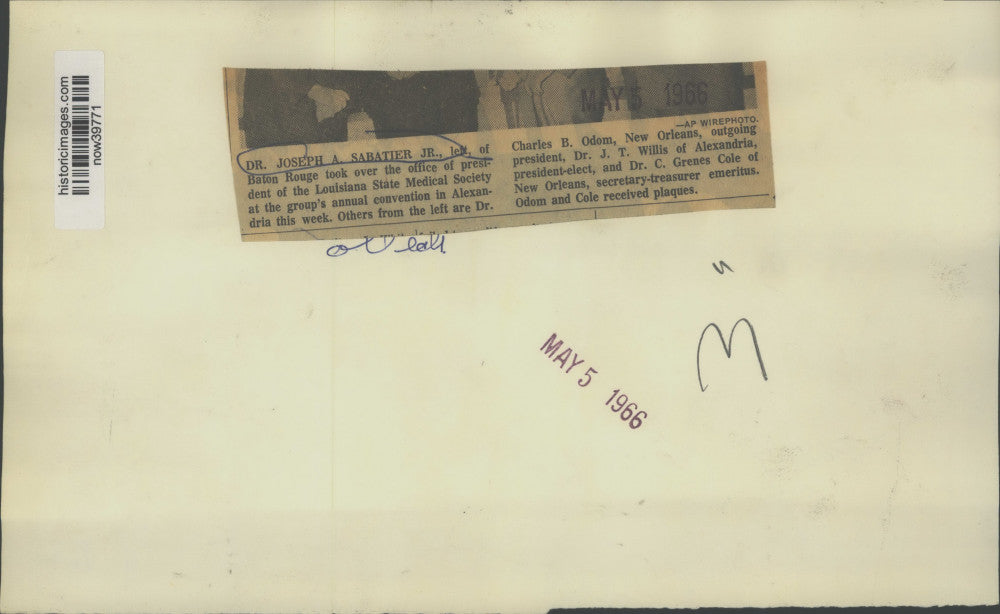 historicimages.com
now39771
MAY 5 1966
—AP WIREPHOTO.
DR. JOSEPH A. SABATIER JR., left, of
Baton Rouge took over the office of presi-
dent of the Louisiana State Medical Society
at the group's annual convention in Alexan-
dria this week. Others from the left are Dr.
Charles B. Odom, New Orleans, outgoing
president, Dr. J. T. Willis of Alexandria,
president-elect, and Dr. C. Grenes Cole of
New Orleans, secretary-treasurer emeritus.
Odom and Cole received plaques.
MAY 5 1966